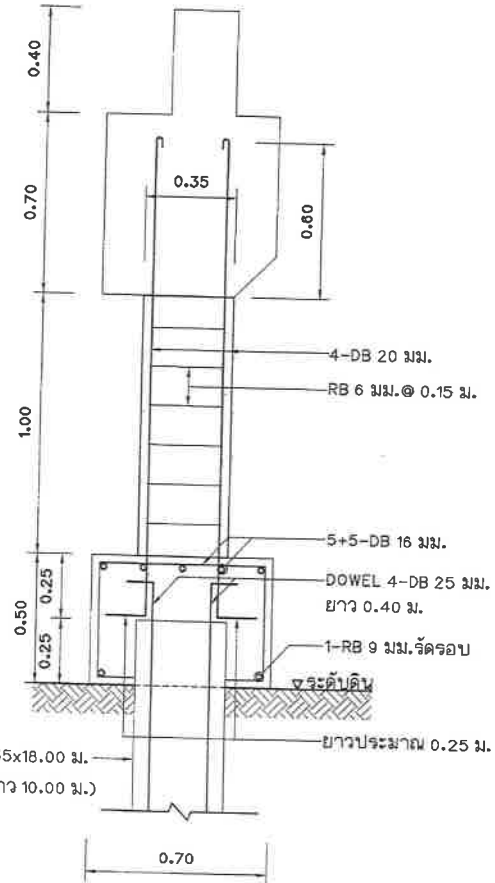 0.40
0.70
0.35
0.60
1.00
4-DB 20 มม.
RB 6 มม.@ 0.15 ม.
0.50
0.25
0.25
5+5-DB 16 มม.
DOWEL 4-DB 25 มม.
ยาว 0.40 ม.
1-RB 9 มม.รัดรอบ
ระดับดิน
ยาวประมาณ 0.25 ม.
5x18.00 ม.
าว 10.00 ม.)
0.70